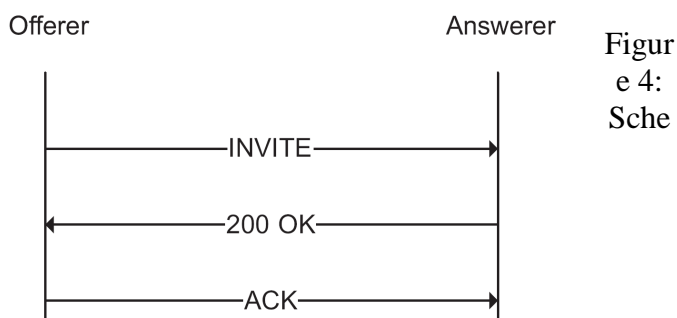 Offerer
Answerer
Figur
e 4:
Sche
INVITE
200 OK
ACK